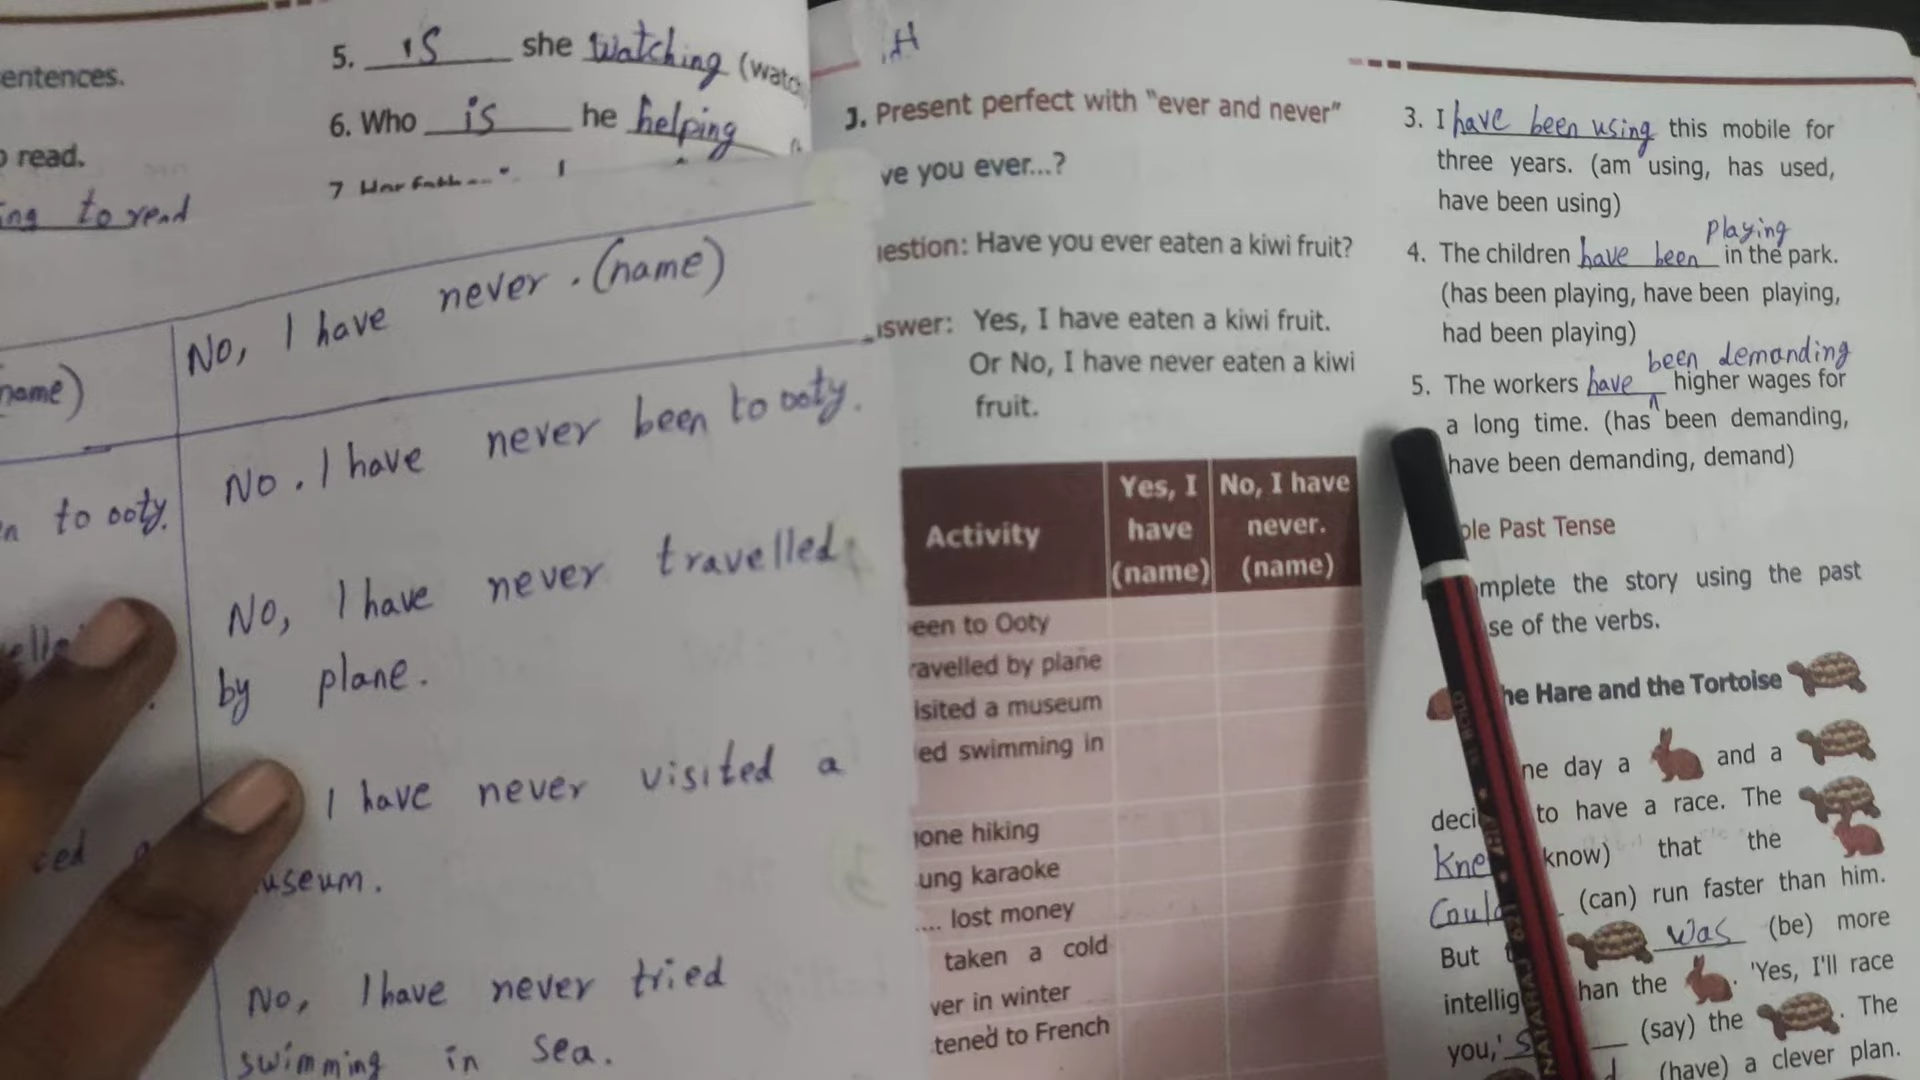 entences.
read.
ing to read
5. is she watching (watc
6. Who is he helping
7
No, I have never. (name)
name)
No. I have never been to ooty.
to ooty.
No, I have never travelled
by plane.
I have never visited a
useum.
No, I have never tried
swimming in sea.
J. Present perfect with "ever and never"
ve you ever...?
estion: Have you ever eaten a kiwi fruit?
swer: Yes, I have eaten a kiwi fruit.
Or No, I have never eaten a kiwi
fruit.
Activity
Yes, I
have
(name)
No, I have
never.
(name)
een to Ooty
ravelled by plane
isited a museum
ed swimming in
one hiking
ung karaoke
.... lost money
taken a cold
ver in winter
tened to French
3. I have been using this mobile for
three years. (am using, has used,
have been using)
playing
4. The children have been in the park.
(has been playing, have been playing,
had been playing)
been demanding
5. The workers have higher wages for
a long time. (has been demanding,
have been demanding, demand)
ple Past Tense
mplete the story using the past
se of the verbs.
he Hare and the Tortoise
ne day a and a
deci to have a race. The
Kne know) that the
Could (can) run faster than him.
But was (be) more
intellig han the . 'Yes, I'll race
you,' s (say) the . The
(have) a clever plan.
NATARAJ 621